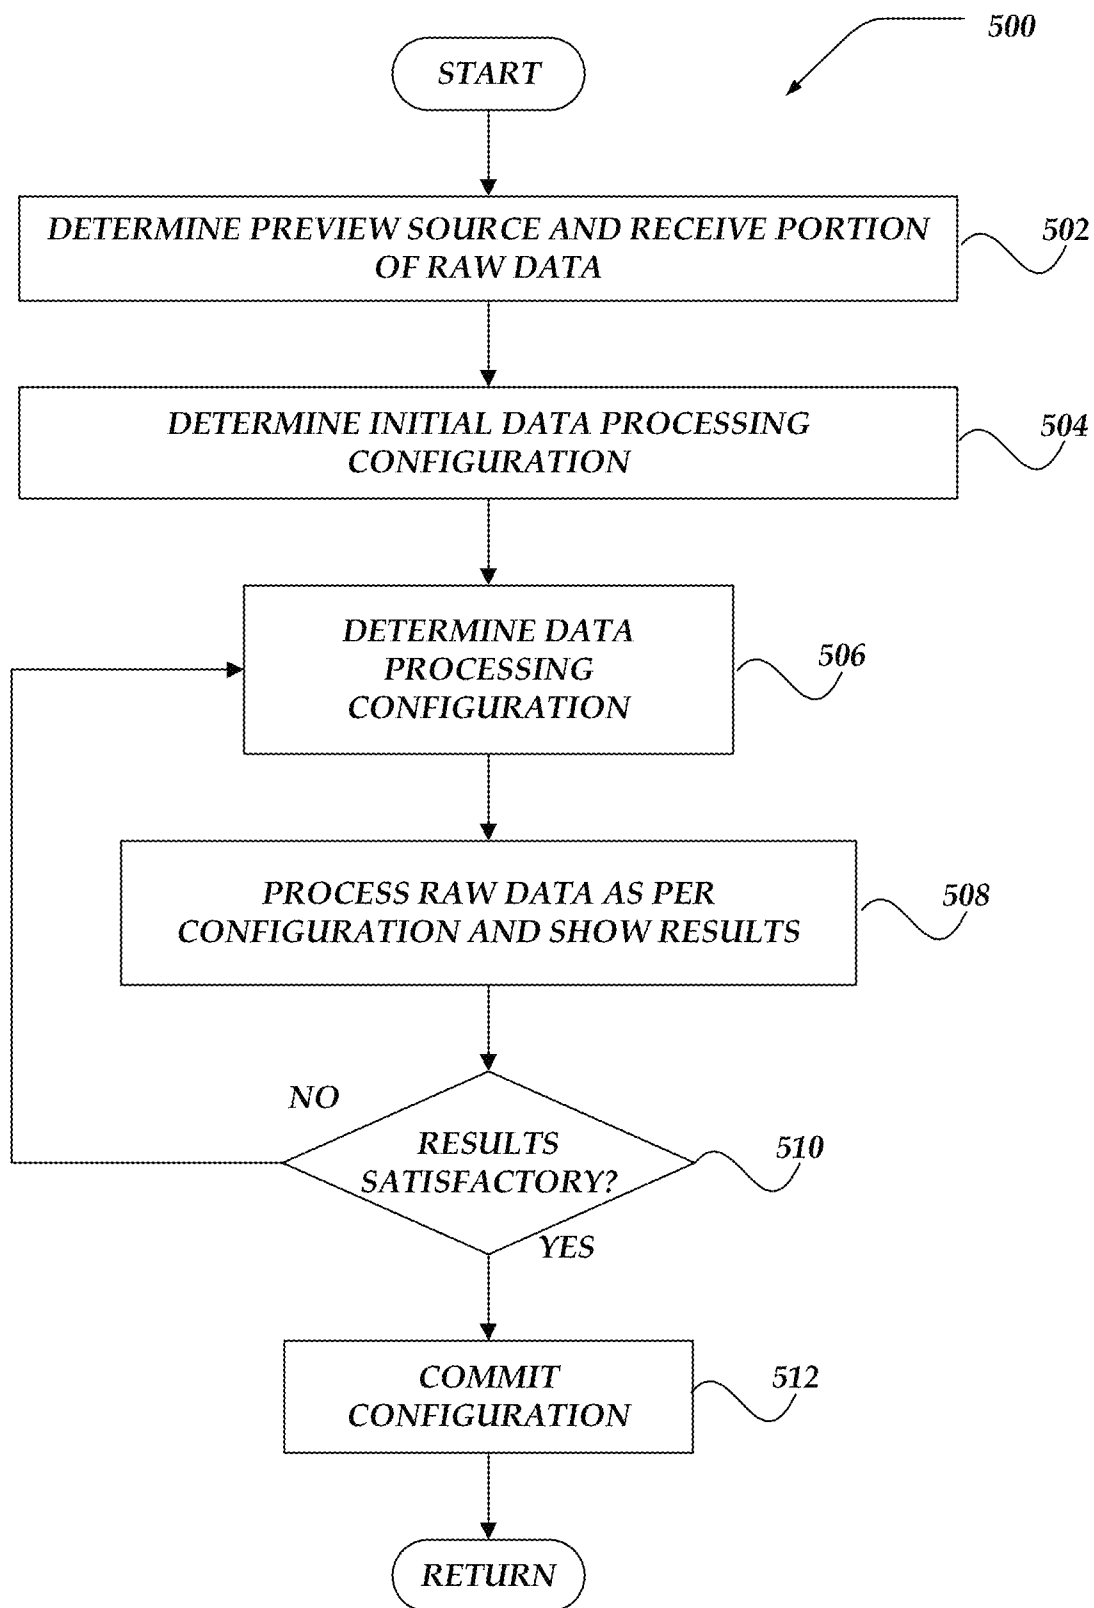 500
START
DETERMINE PREVIEW SOURCE AND RECEIVE PORTION
OF RAW DATA
502
DETERMINE INITIAL DATA PROCESSING
CONFIGURATION
504
DETERMINE DATA
PROCESSING
CONFIGURATION
506
PROCESS RAW DATA AS PER
CONFIGURATION AND SHOW RESULTS
508
NO
RESULTS
SATISFACTORY?
510
YES
COMMIT
CONFIGURATION
512
RETURN